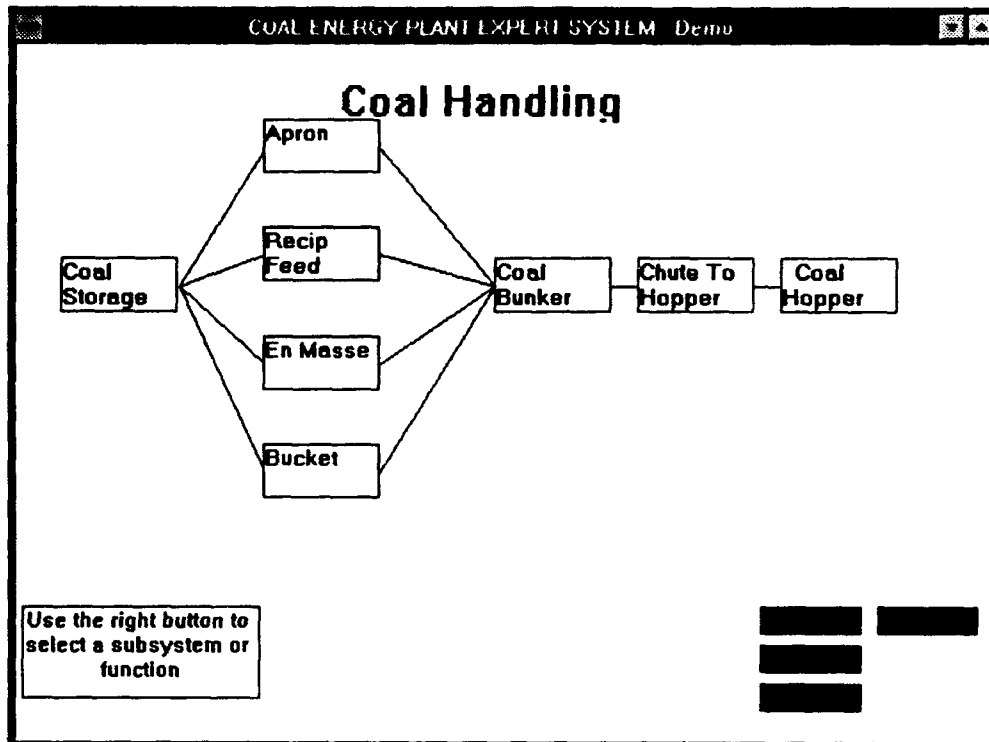 COAL ENERGY PLANT EXPERT SYSTEM Demo
Coal Handling
Apron
Recip
Feed
Coal
Storage
Coal
Bunker
Chute To
Hopper
Coal
Hopper
En Masse
Bucket
Use the right button to
select a subsystem or
function